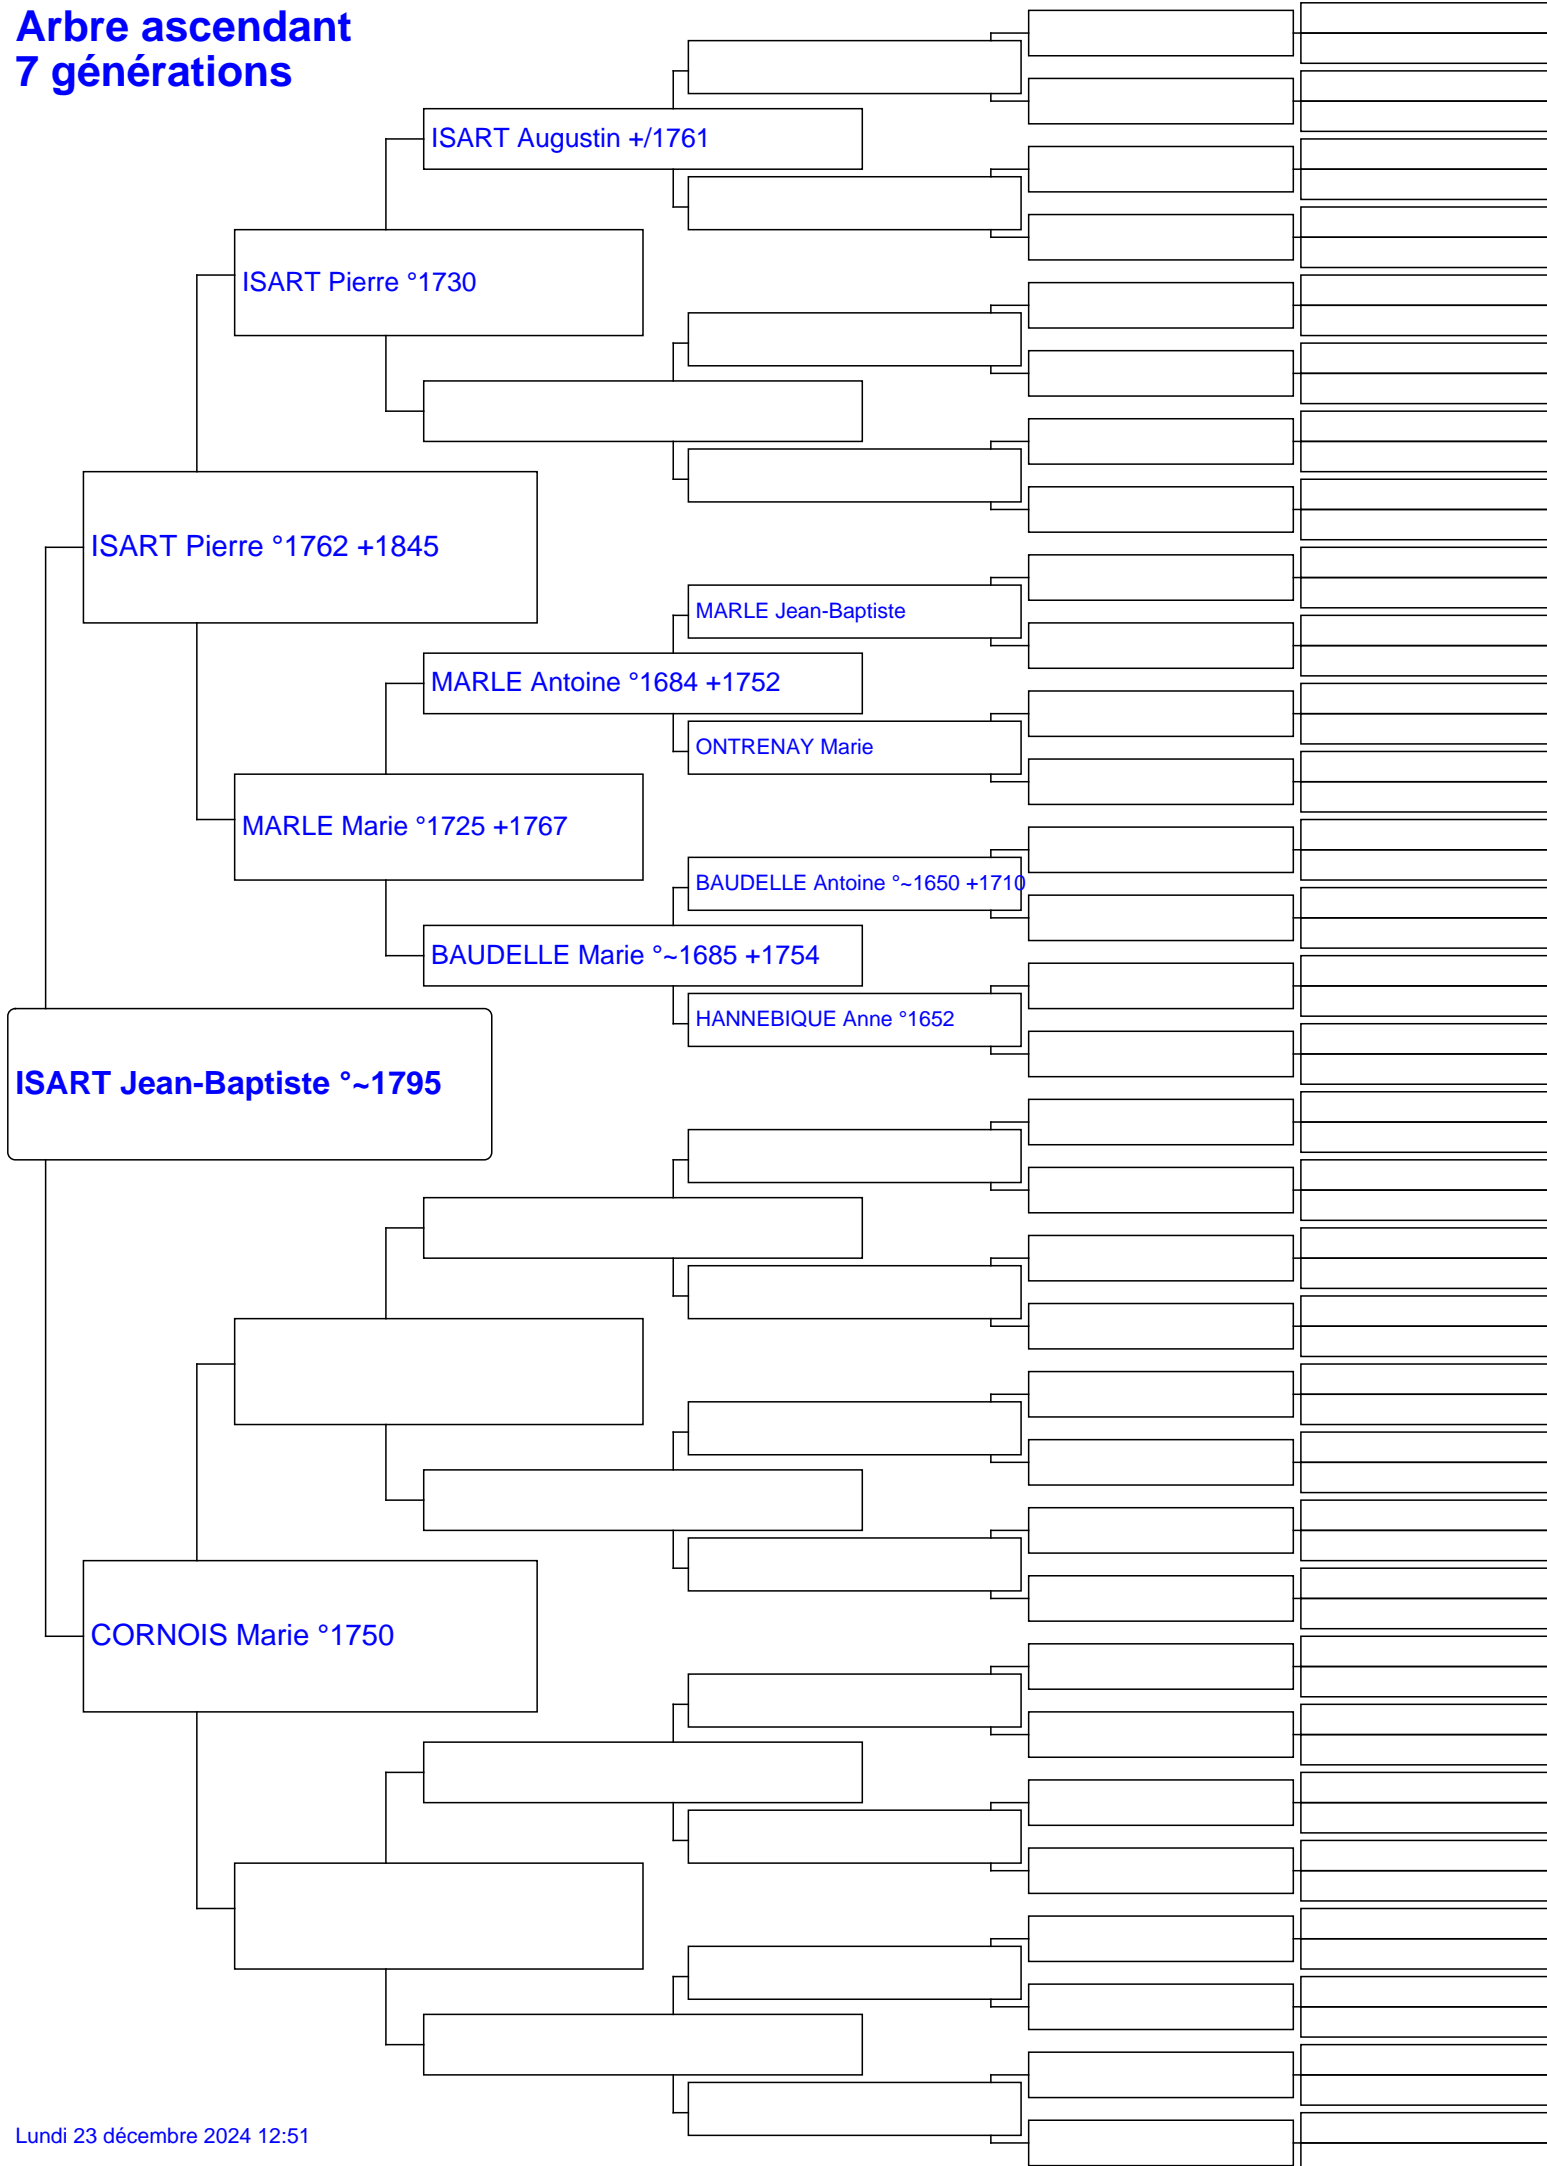 Arbre ascendant
7 générations
ISART Augustin +/1761
ISART Pierre °1730
ISART Pierre °1762 +1845
MARLE Jean-Baptiste
MARLE Antoine °1684 +1752
ONTRENAY Marie
MARLE Marie °1725 +1767
BAUDELLE Antoine °~1650 +1710
BAUDELLE Marie °~1685 +1754
HANNEBIQUE Anne °1652
ISART Jean-Baptiste °~1795
CORNOIS Marie °1750
Lundi 23 décembre 2024 12:51